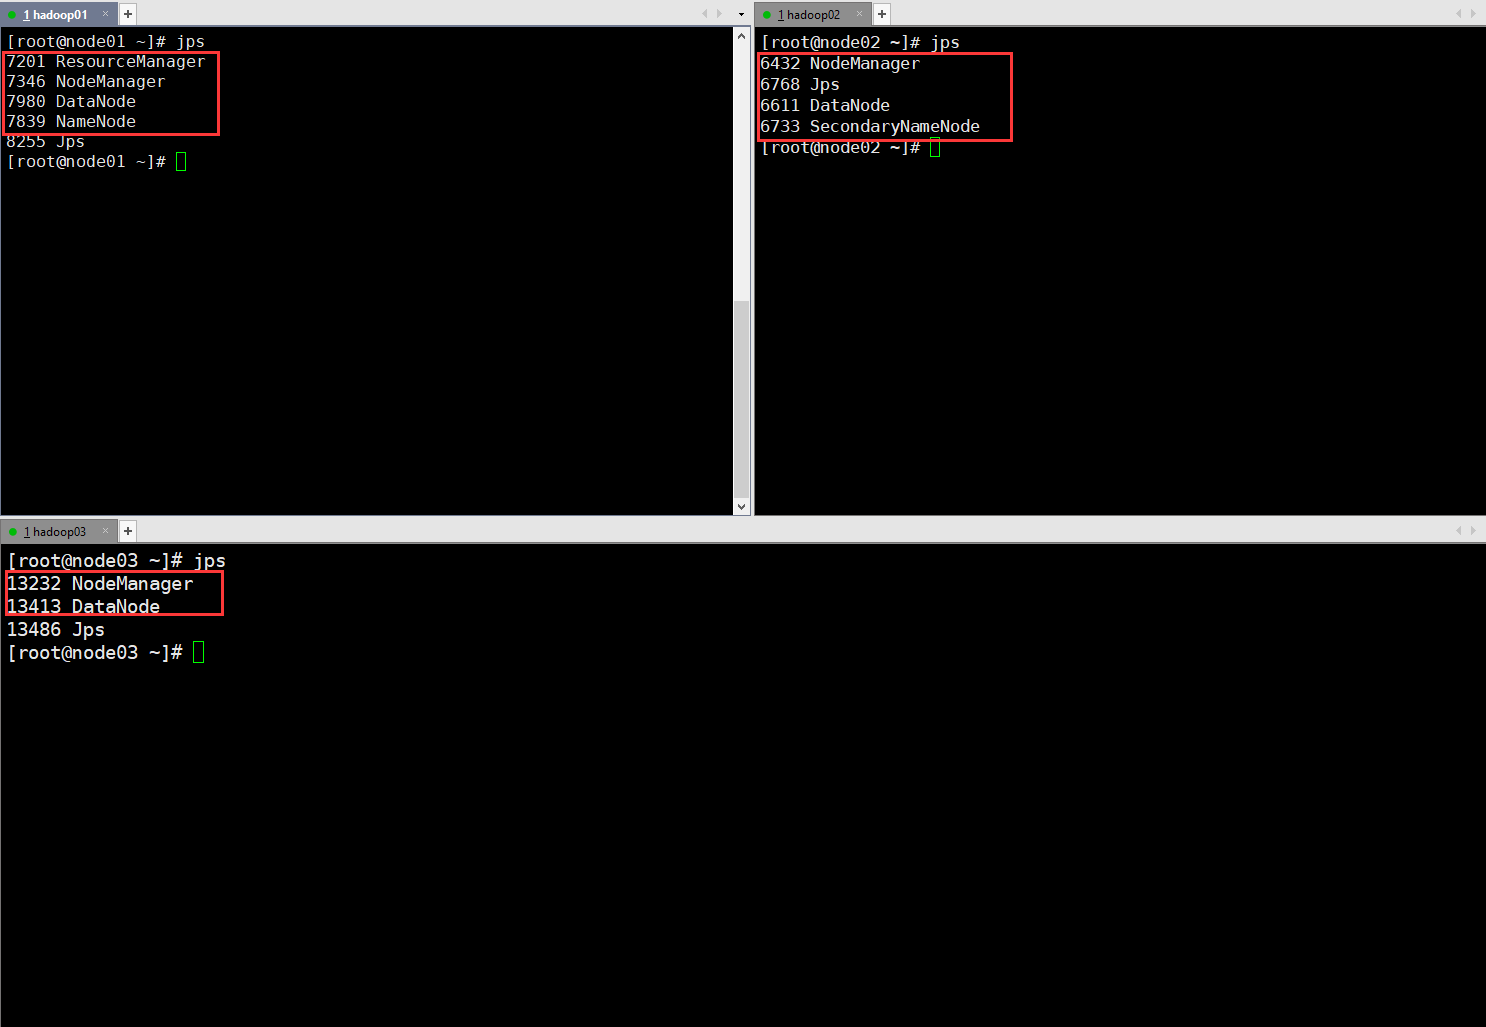 1 hadoop01 × +
[root@node01 ~]# jps
7201 ResourceManager
7346 NodeManager
7980 DataNode
7839 NameNode
8255 Jps
[root@node01 ~]#
1 hadoop02 × +
[root@node02 ~]# jps
6432 NodeManager
6768 Jps
6611 DataNode
6733 SecondaryNameNode
[root@node02 ~]#
1 hadoop03 × +
[root@node03 ~]# jps
13232 NodeManager
13413 DataNode
13486 Jps
[root@node03 ~]#